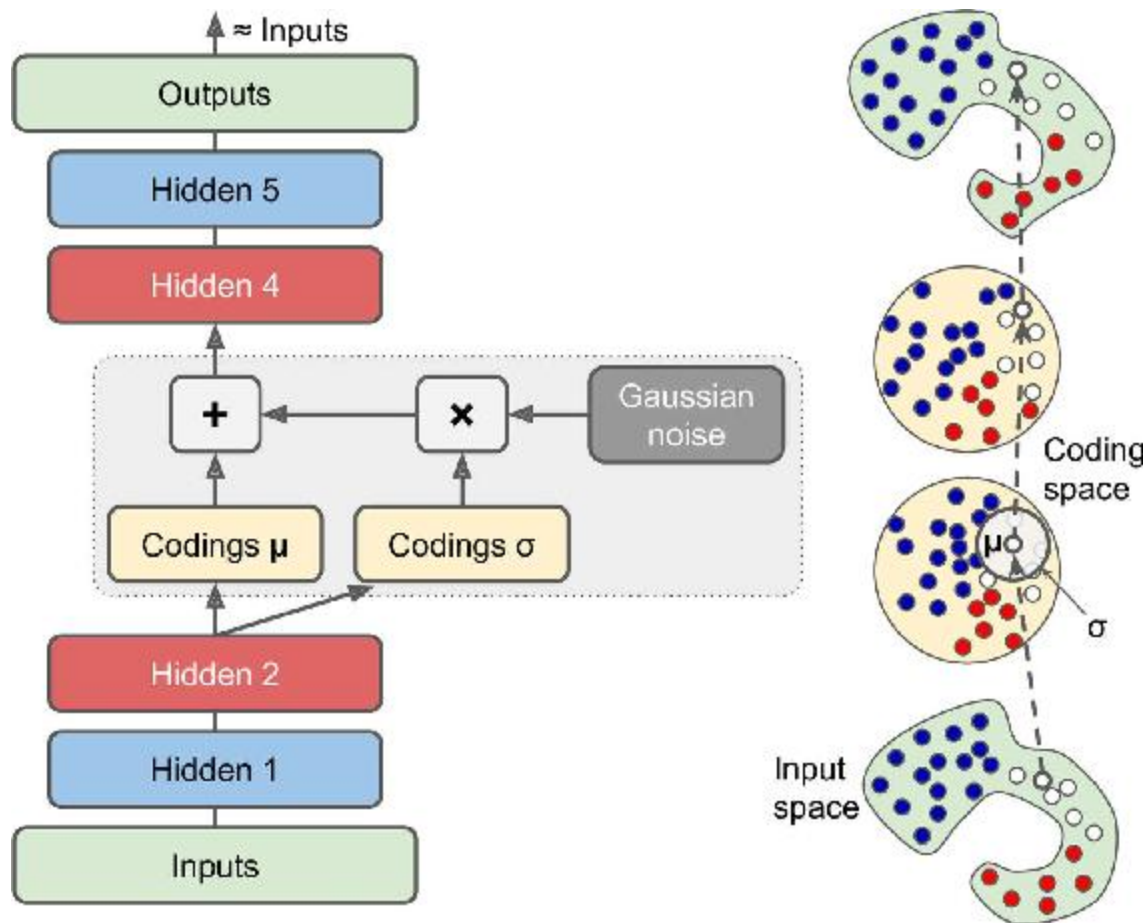 ≈ Inputs
Outputs
Hidden 5
Hidden 4
+
×
Gaussian
noise
Codings μ
Codings σ
Hidden 2
Hidden 1
Inputs
Coding
space
μ
σ
Input
space